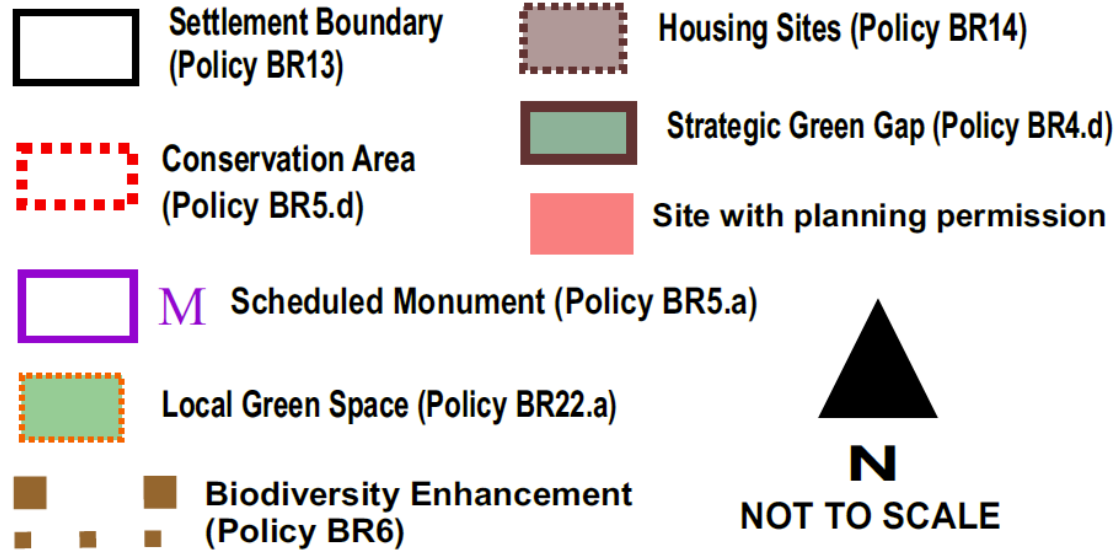 Settlement Boundary
(Policy BR13)
Conservation Area
(Policy BR5.d)
M Scheduled Monument (Policy BR5.a)
Local Green Space (Policy BR22.a)
Biodiversity Enhancement
(Policy BR6)
Housing Sites (Policy BR14)
Strategic Green Gap (Policy BR4.d)
Site with planning permission
N
NOT TO SCALE